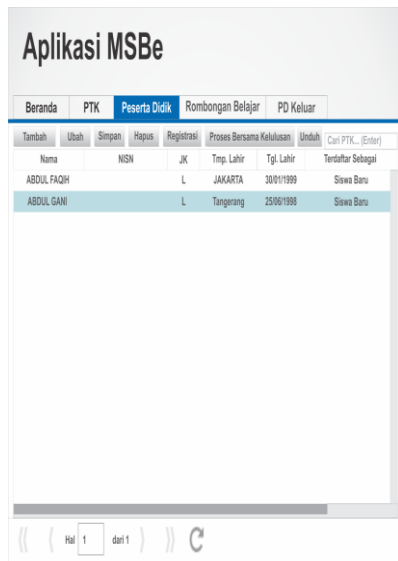 Aplikasi MSBe
Beranda PTK Peserta Didik Rombongan Belajar PD Keluar
Tambah Ubah Simpan Hapus Registrasi Proses Bersama Kelulusan Unduh Cari PTK... (Enter)
Nama NISN JK Tmp. Lahir Tgl. Lahir Terdaftar Sebagai
ABDUL FAQIH L JAKARTA 30/01/1999 Siswa Baru
ABDUL GANI L Tangerang 25/06/1998 Siswa Baru
Hal 1 dari 1